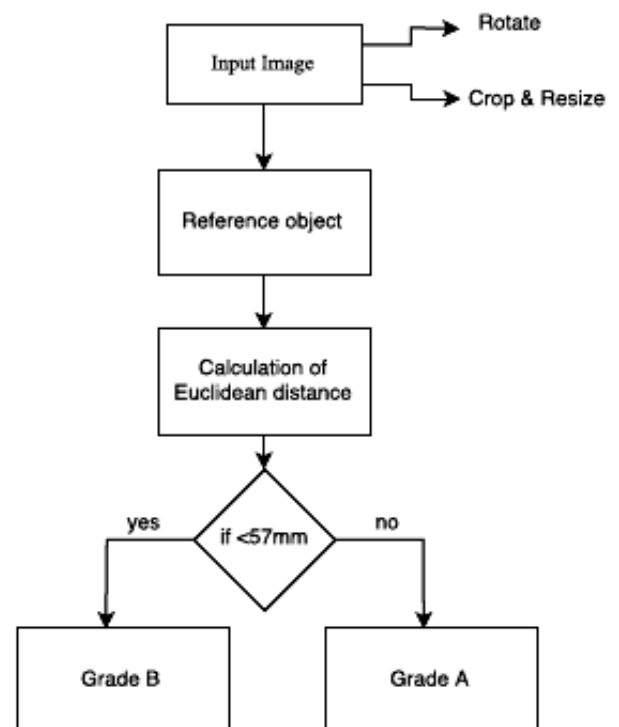 Rotate
Input Image
Crop & Resize
Reference object
Calculation of
Euclidean distance
yes
if <57mm
no
Grade B
Grade A